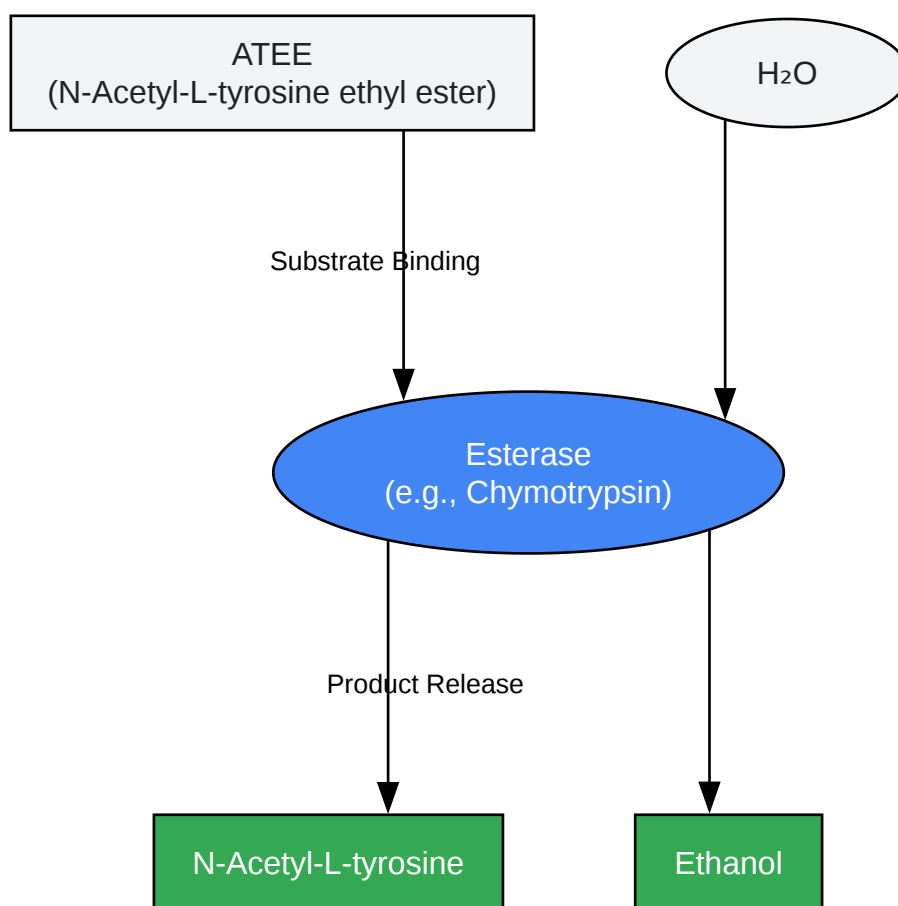 ATEE
(N-Acetyl-L-tyrosine ethyl ester)
H₂O
Substrate Binding
Esterase
(e.g., Chymotrypsin)
Product Release
N-Acetyl-L-tyrosine
Ethanol